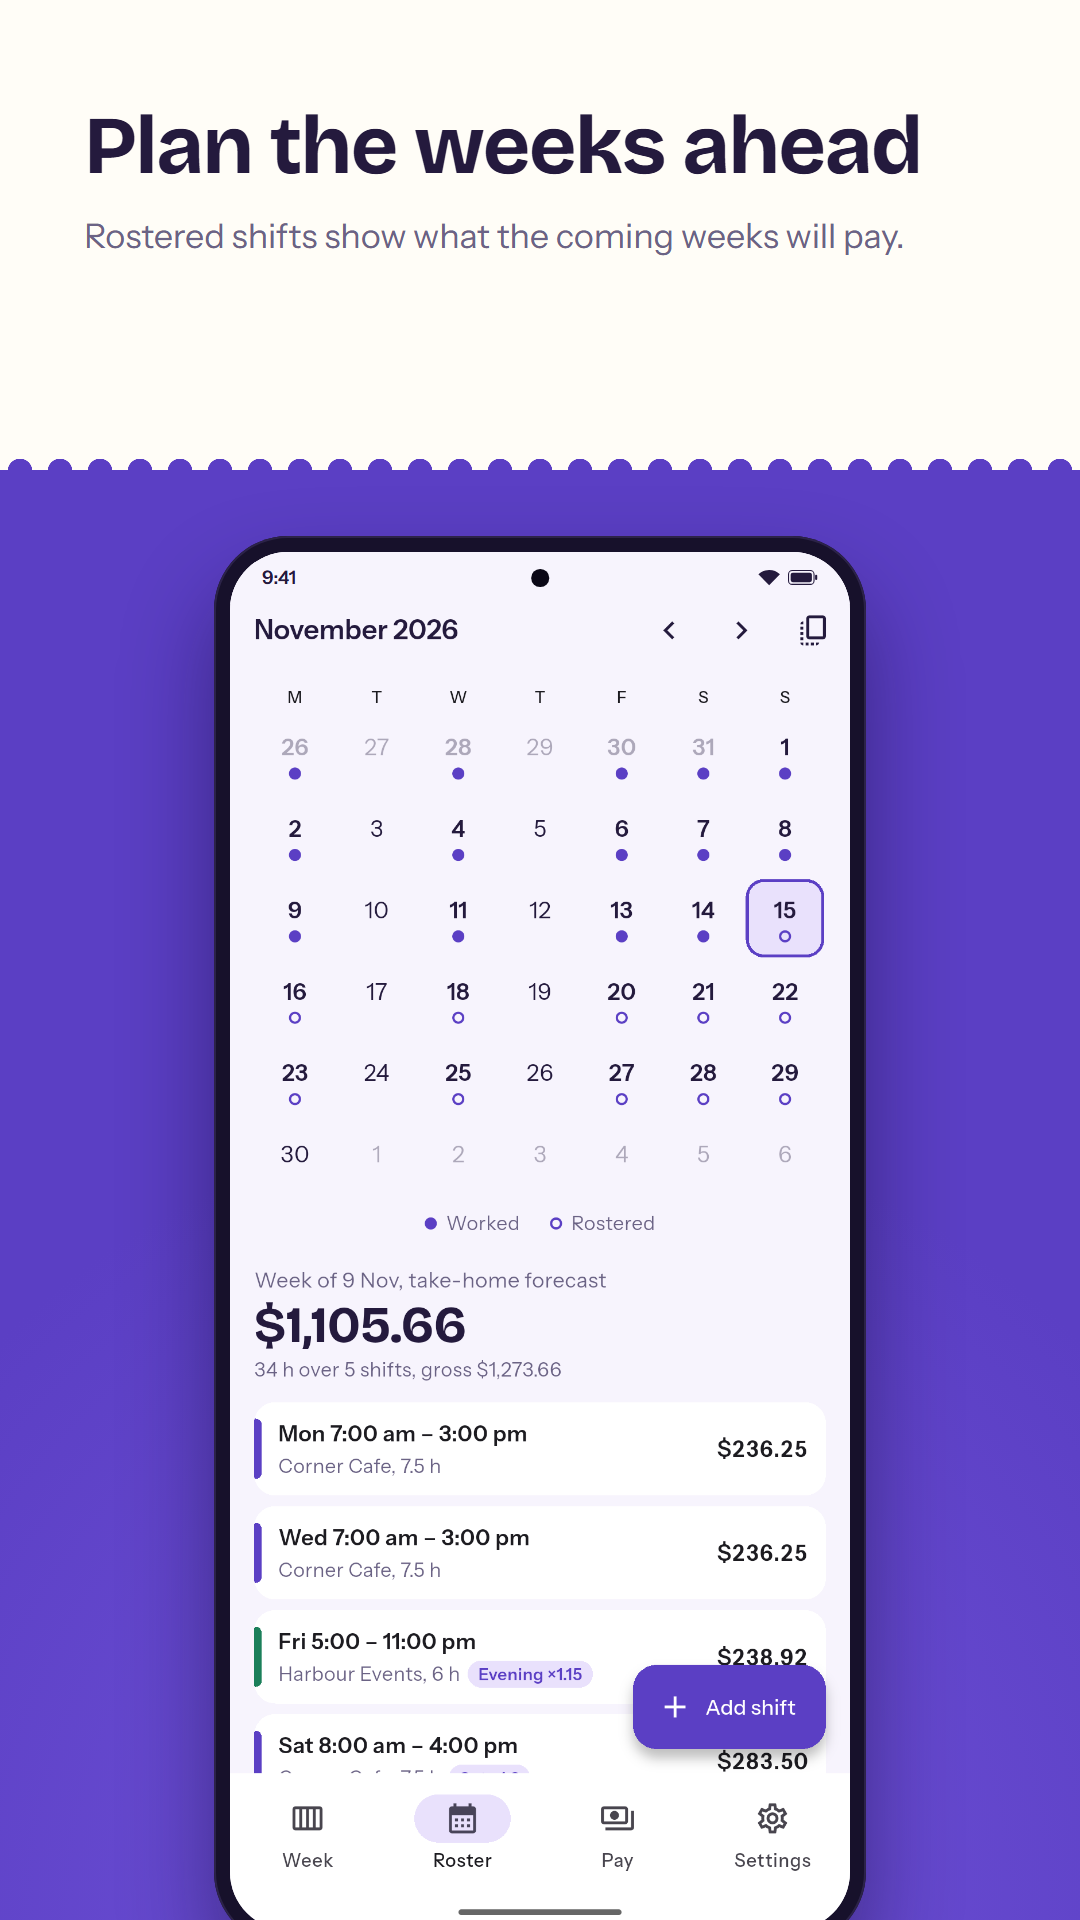 Plan the weeks ahead
Rostered shifts show what the coming weeks will pay.
9:41
November 2026
M T W T F S S
26 27 28 29 30 31 1
2 3 4 5 6 7 8
9 10 11 12 13 14 15
16 17 18 19 20 21 22
23 24 25 26 27 28 29
30 1 2 3 4 5 6
Worked Rostered
Week of 9 Nov, take-home forecast
$1,105.66
34 h over 5 shifts, gross $1,273.66
Mon 7:00 am – 3:00 pm
Corner Cafe, 7.5 h
$236.25
Wed 7:00 am – 3:00 pm
Corner Cafe, 7.5 h
$236.25
Fri 5:00 – 11:00 pm
Harbour Events, 6 h Evening ×1.15
$238.92
Add shift
Sat 8:00 am – 4:00 pm
$283.50
Week Roster Pay Settings